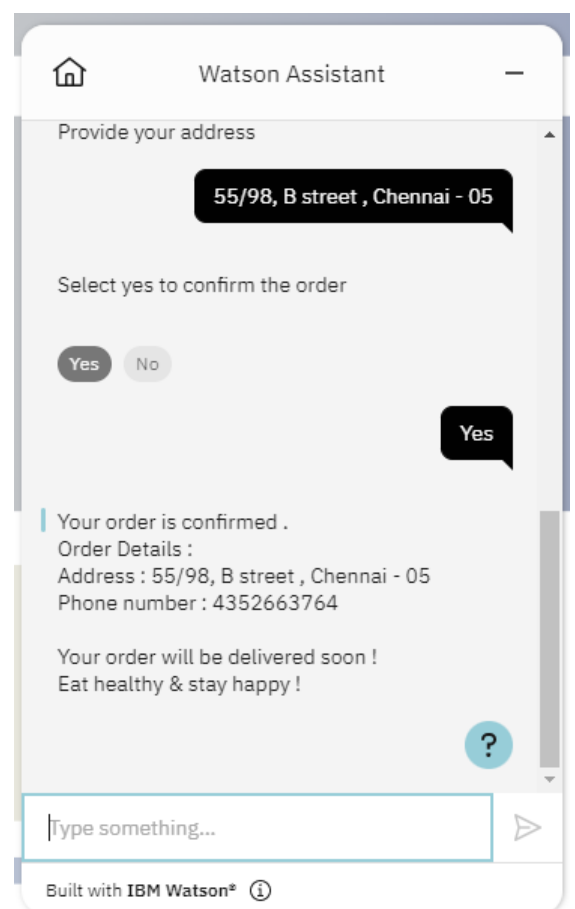 Watson Assistant
Provide your address
55/98, B street , Chennai - 05
Select yes to confirm the order
Yes No
Yes
Your order is confirmed .
Order Details :
Address : 55/98, B street , Chennai - 05
Phone number : 4352663764
Your order will be delivered soon !
Eat healthy & stay happy !
?
Type something...
Built with IBM Watson®